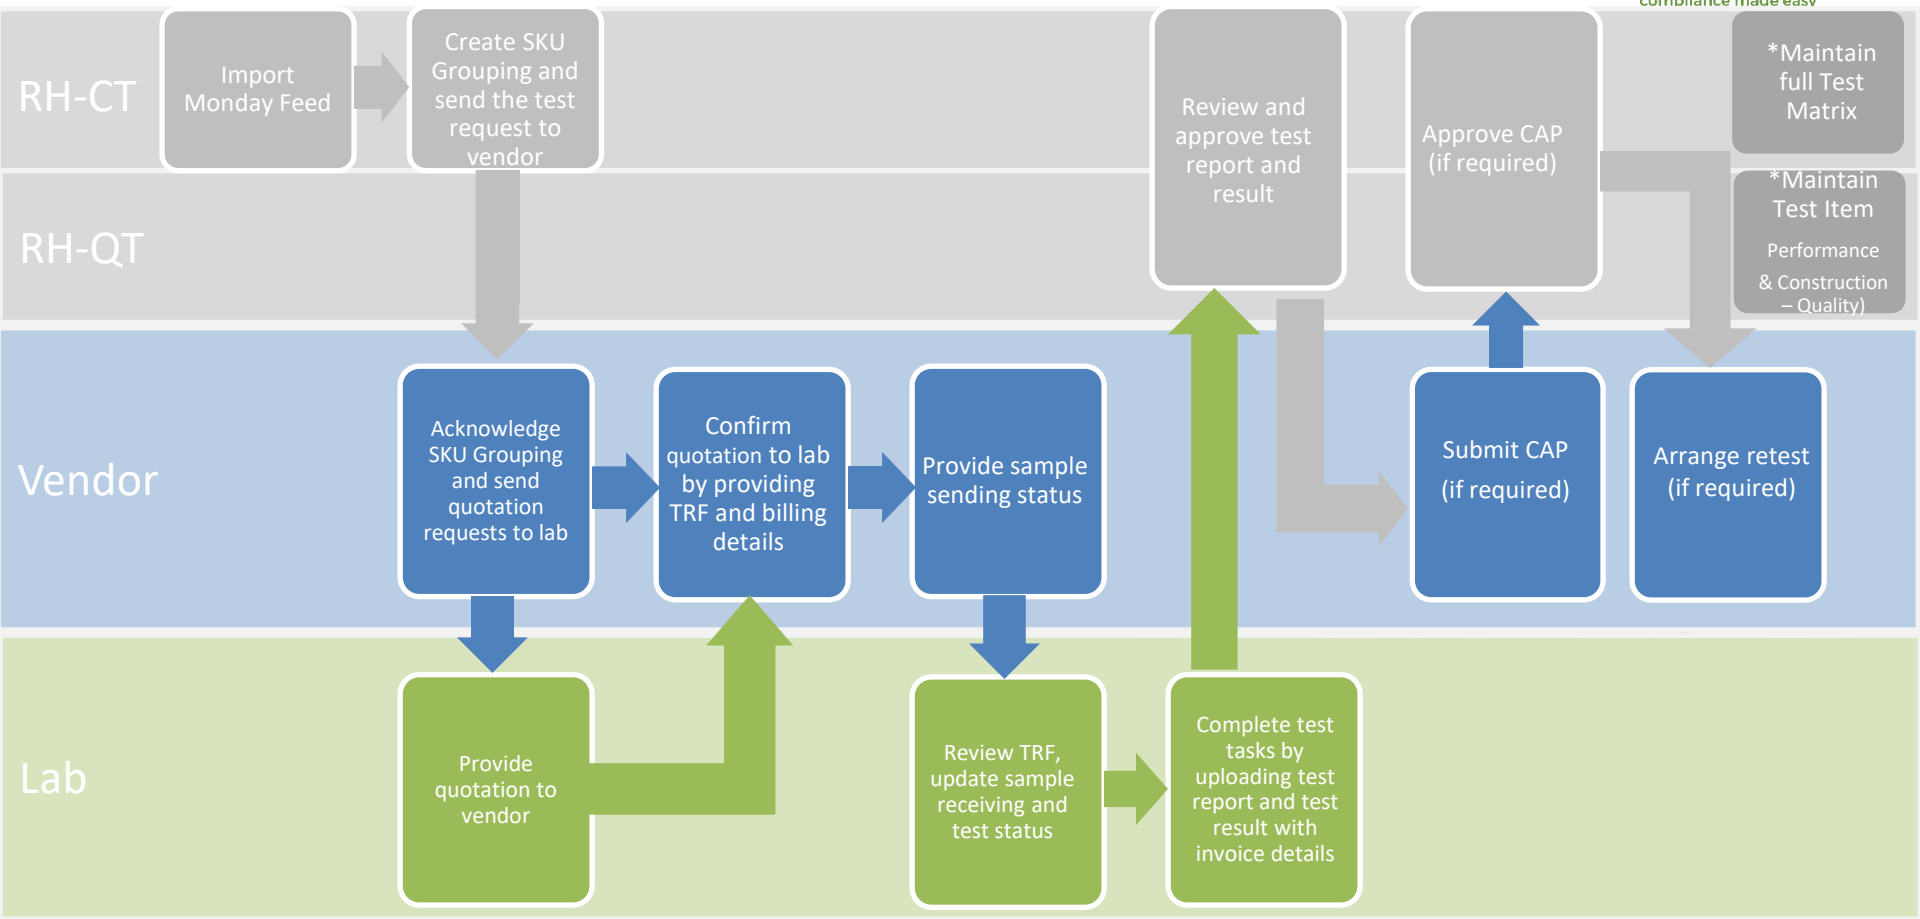 compliance made easy
RH-CT
Import
Monday Feed
Create SKU
Grouping and
send the test
request to
vendor
Review and
approve test
report and
result
Approve CAP
(if required)
*Maintain
full Test
Matrix
RH-QT
*Maintain
Test Item
Performance
& Construction
– Quality)
Vendor
Acknowledge
SKU Grouping
and send
quotation
requests to lab
Confirm
quotation to lab
by providing
TRF and billing
details
Provide sample
sending status
Submit CAP
(if required)
Arrange retest
(if required)
Lab
Provide
quotation to
vendor
Review TRF,
update sample
receiving and
test status
Complete test
tasks by
uploading test
report and test
result with
invoice details